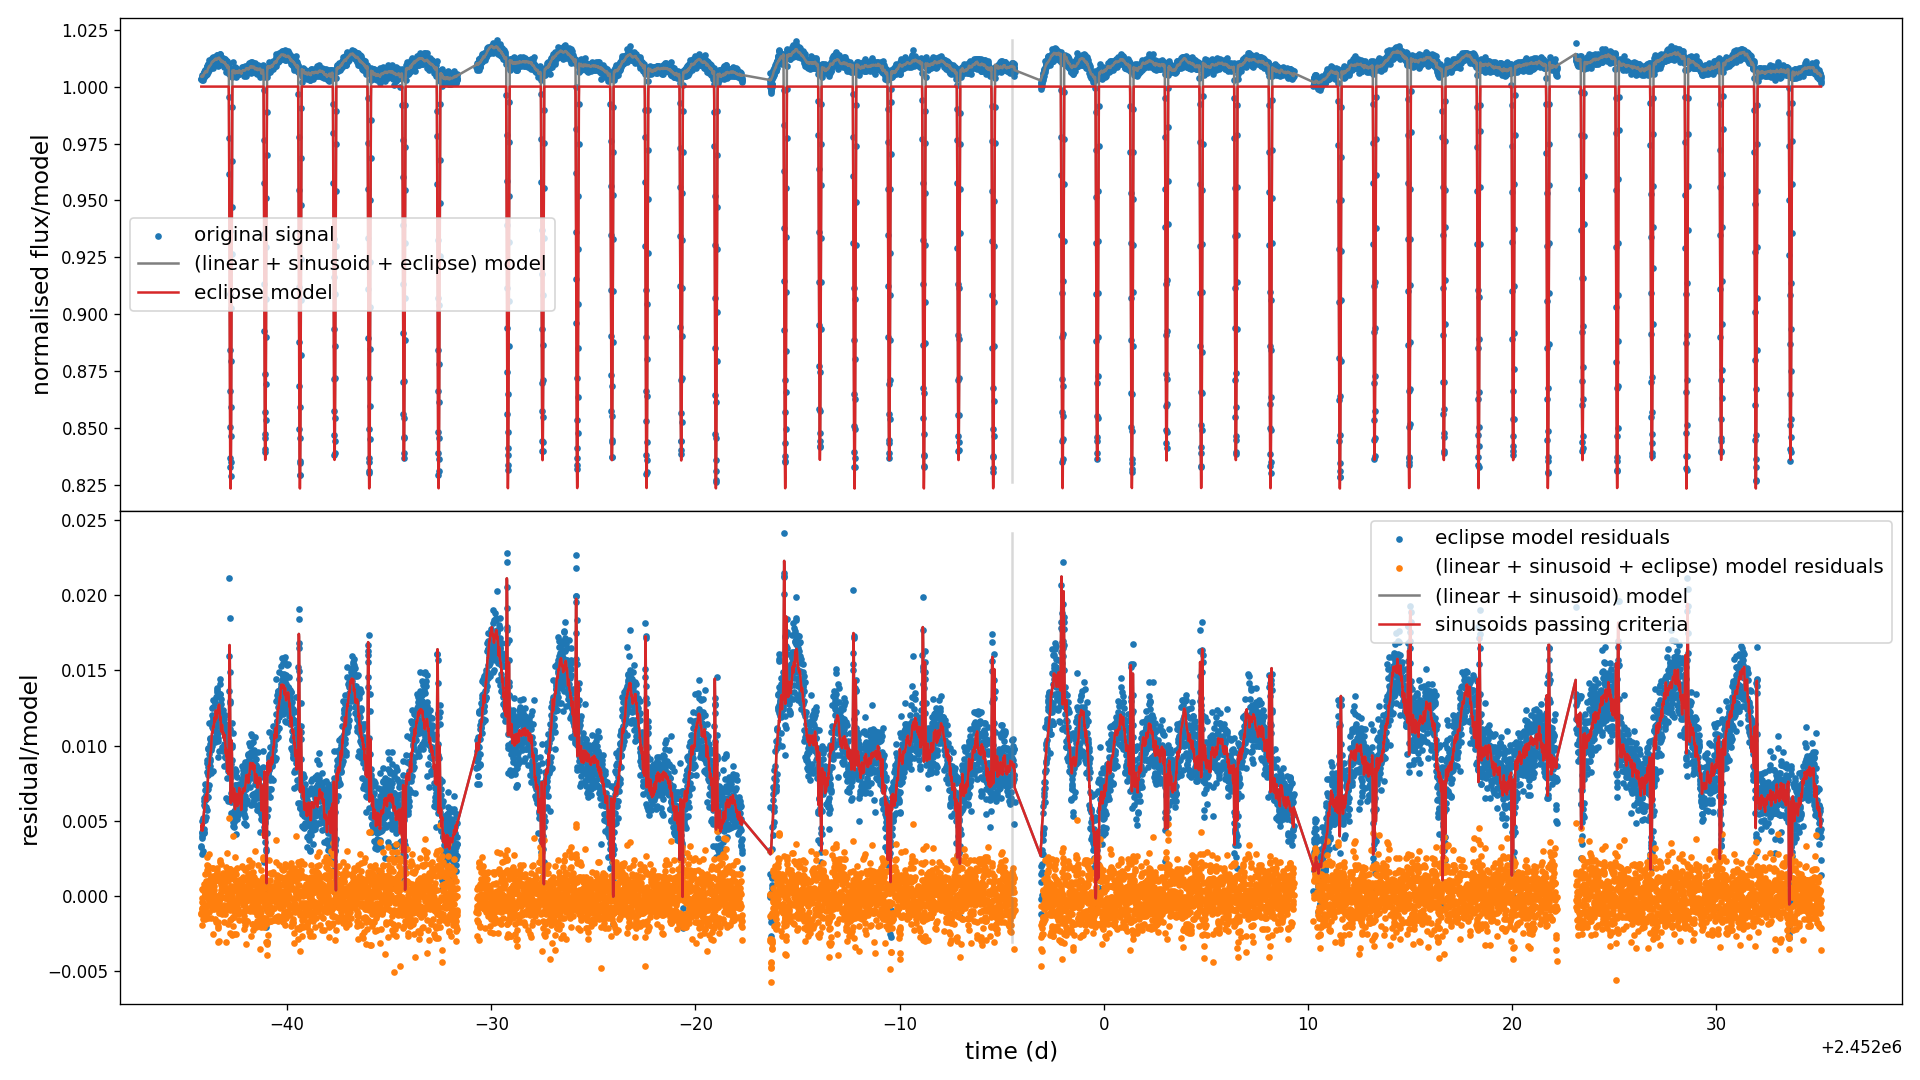 1.025
1.000
0.975
0.950
0.925
0.900
0.875
0.850
0.825
normalised flux/model
original signal
(linear + sinusoid + eclipse) model
eclipse model
0.025
0.020
0.015
0.010
0.005
0.000
−0.005
residual/model
eclipse model residuals
(linear + sinusoid + eclipse) model residuals
(linear + sinusoid) model
sinusoids passing criteria
−40 −30 −20 −10 0 10 20 30
time (d)
+2.452e6